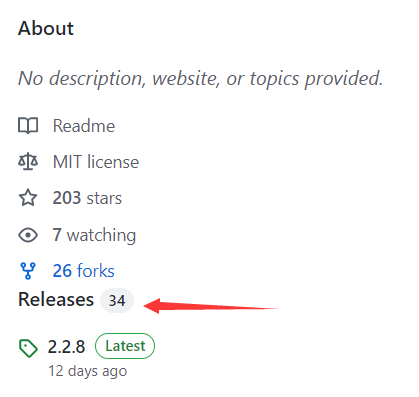 About
No description, website, or topics provided.
Readme
MIT license
203 stars
7 watching
26 forks
Releases 34
2.2.8 Latest
12 days ago